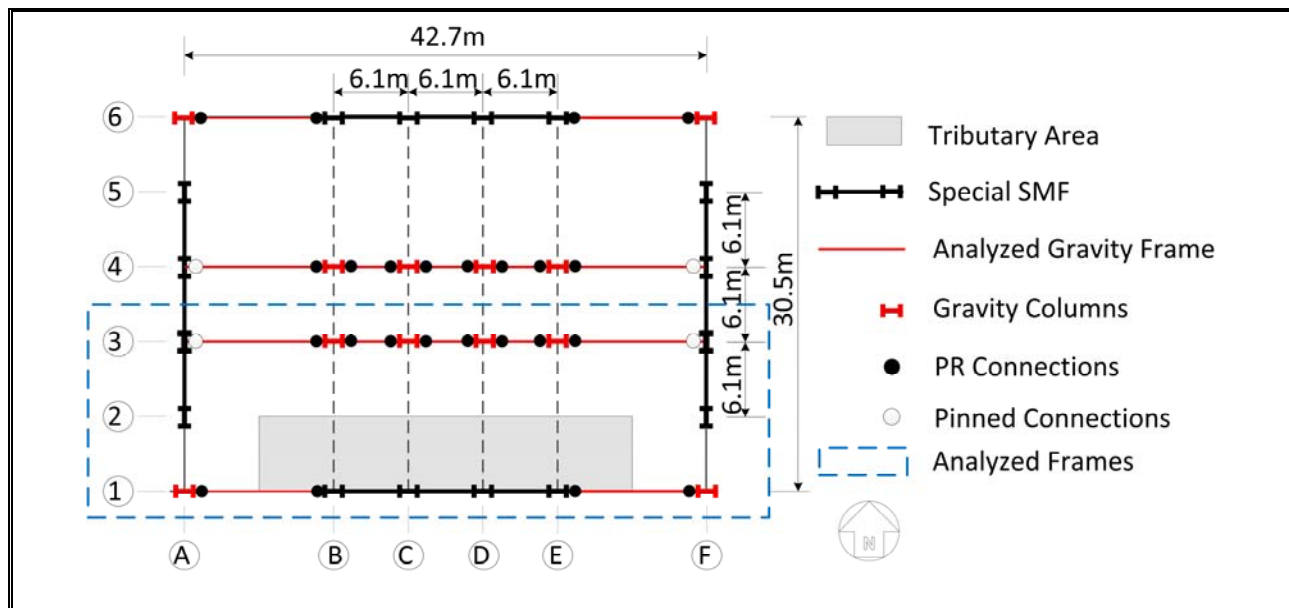 42.7m
6.1m 6.1m 6.1m
6
5
4
3
2
1
6.1m
6.1m
6.1m
30.5m
A B C D E F
Tributary Area
Special SMF
Analyzed Gravity Frame
Gravity Columns
PR Connections
Pinned Connections
Analyzed Frames
N